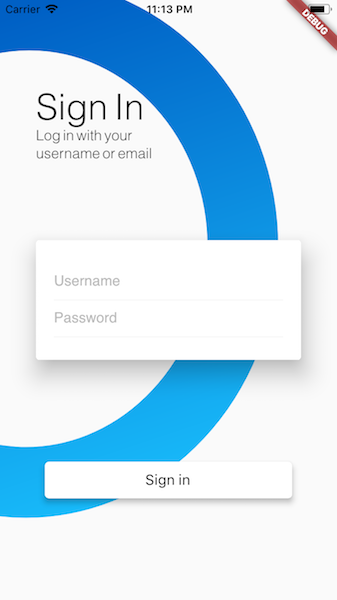 Carrier 11:13 PM
DEBUG
Sign In
Log in with your
username or email
Username
Password
Sign in